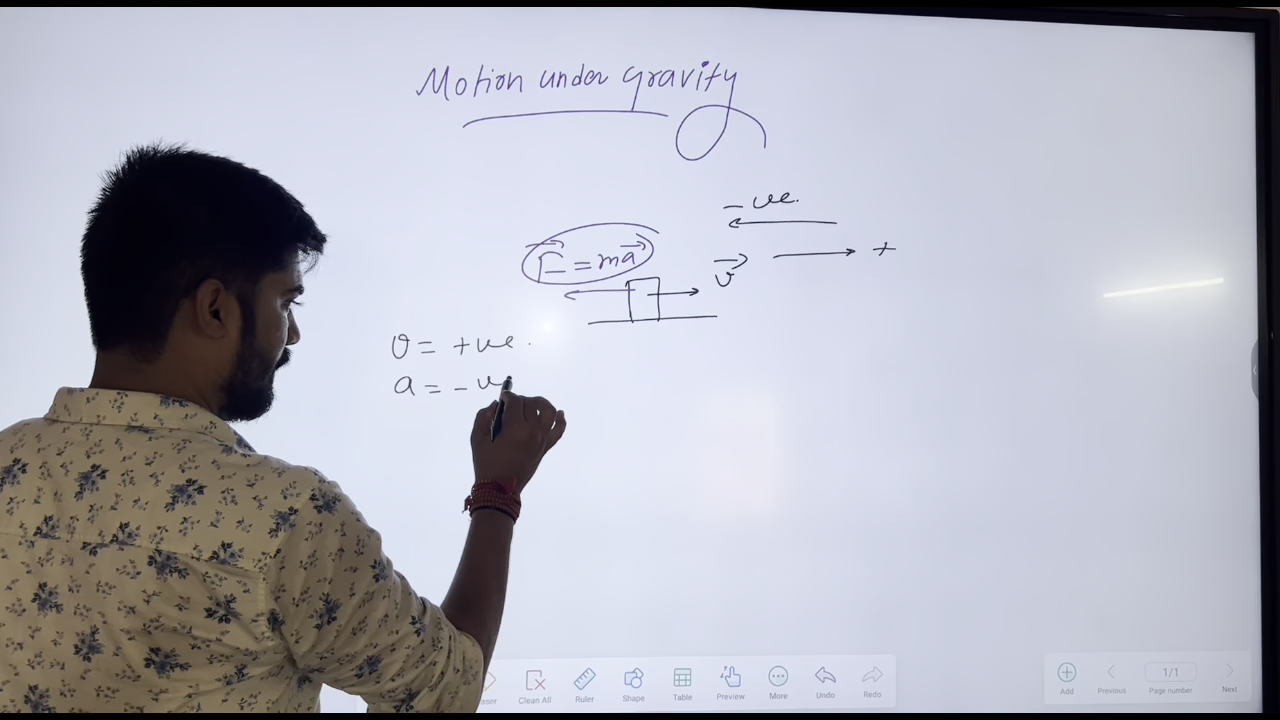 Motion under gravity
- ve.
F = ma
v
+
v = + ve.
a = - v
Clean All
Ruler
Shape
Table
Preview
More
Undo
Redo
Add
Previous
1/1
Page number
Next